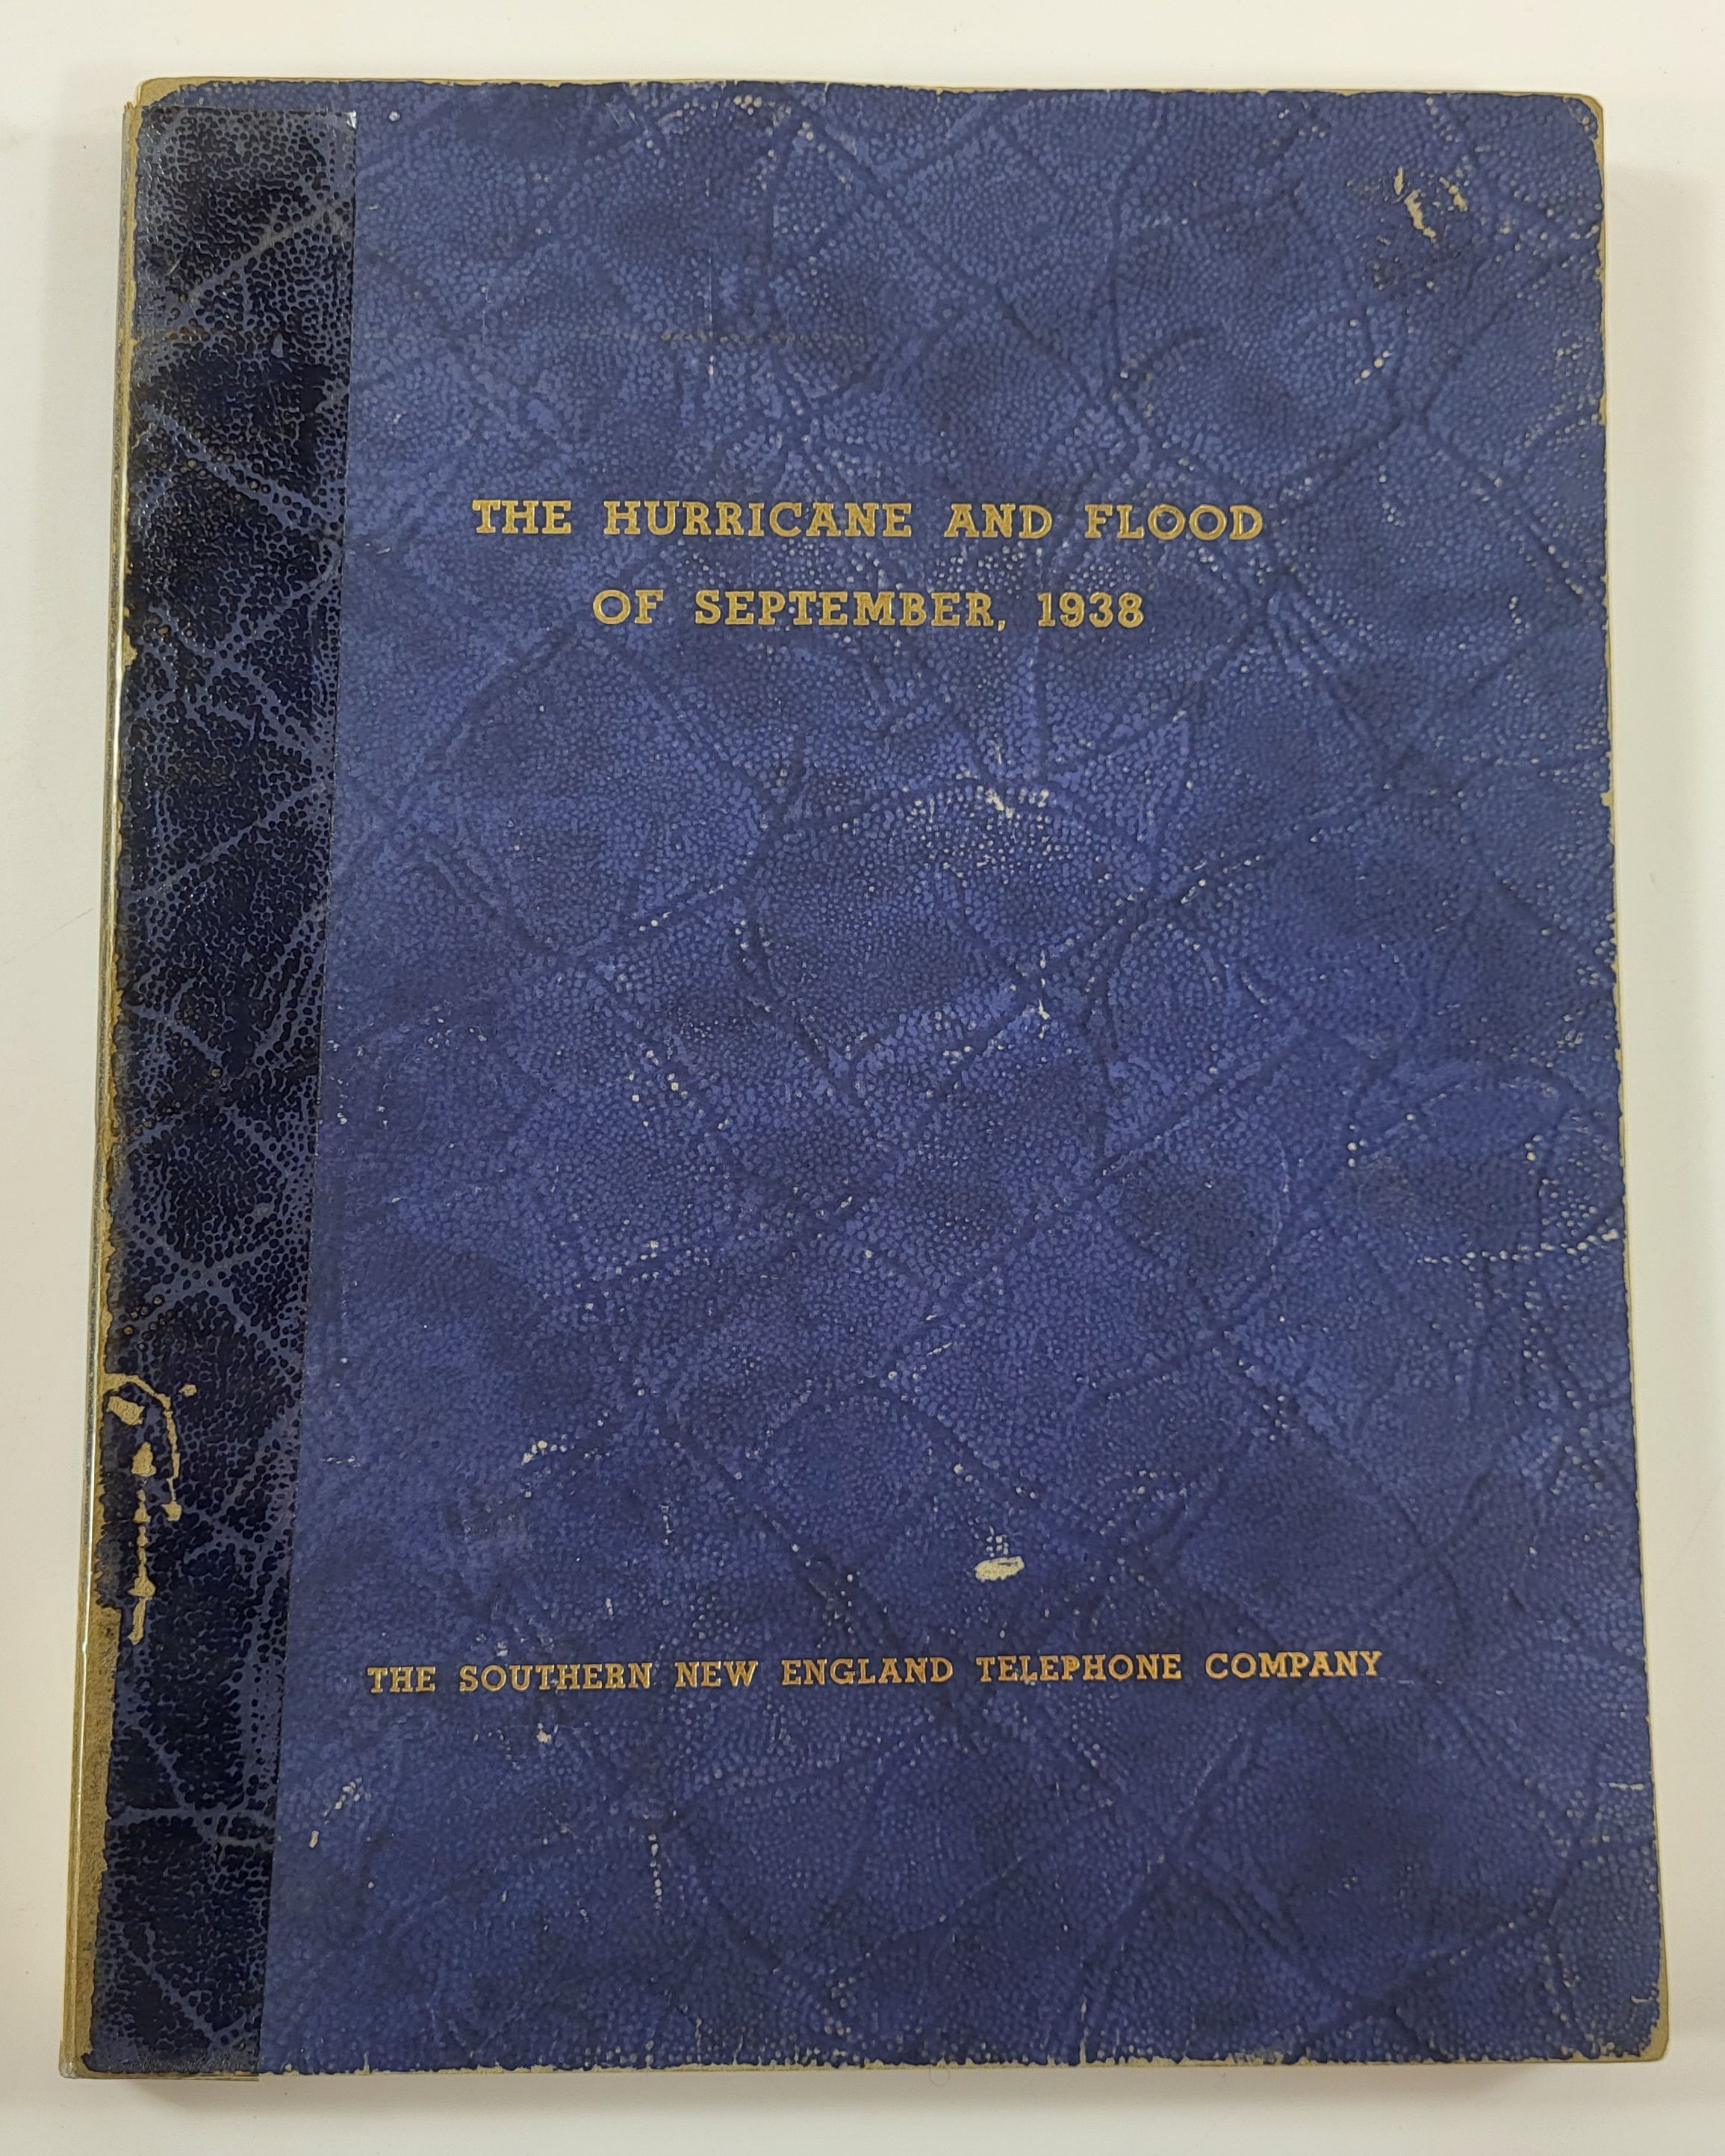 THE HURRICANE AND FLOOD
OF SEPTEMBER, 1938
THE SOUTHERN NEW ENGLAND TELEPHONE COMPANY